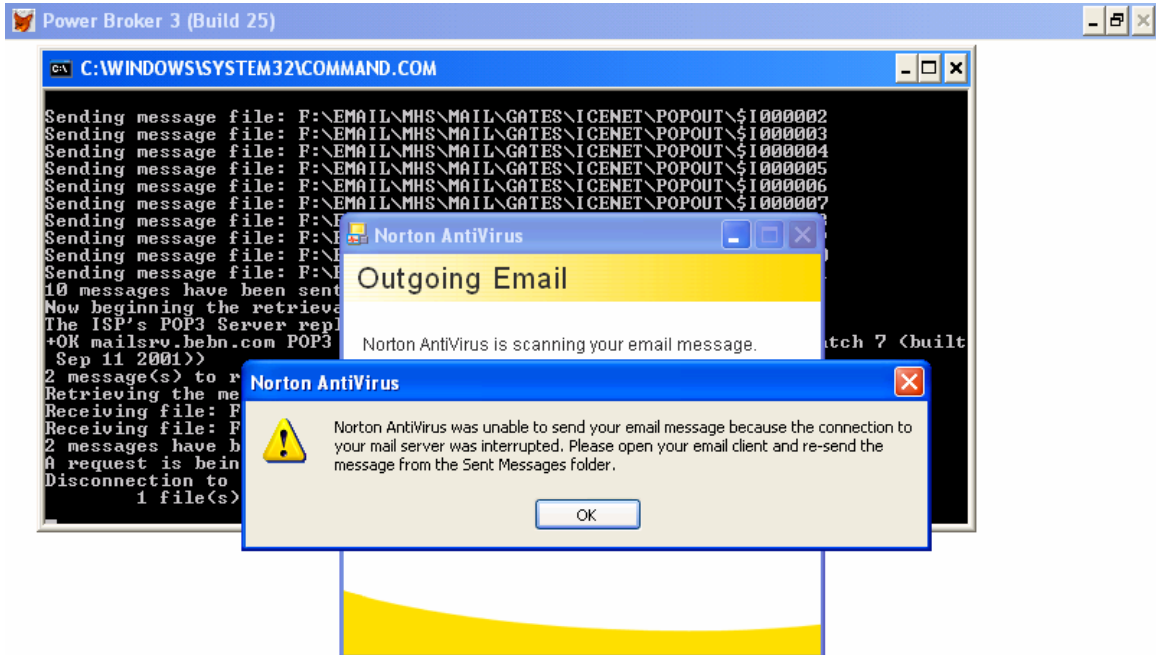 Power Broker 3 (Build 25)
C:\WINDOWS\SYSTEM32\COMMAND.COM
Sending message file: F:\EMAIL\MHS\MAIL\GATES\ICENET\POPOUT\$I000002
Sending message file: F:\EMAIL\MHS\MAIL\GATES\ICENET\POPOUT\$I000003
Sending message file: F:\EMAIL\MHS\MAIL\GATES\ICENET\POPOUT\$I000004
Sending message file: F:\EMAIL\MHS\MAIL\GATES\ICENET\POPOUT\$I000005
Sending message file: F:\EMAIL\MHS\MAIL\GATES\ICENET\POPOUT\$I000006
Sending message file: F:\EMAIL\MHS\MAIL\GATES\ICENET\POPOUT\$I000007
Sending message file: F:\
Sending message file: F:\
Sending message file: F:\
Sending message file: F:\
10 messages have been sent
Now beginning the
The ISP's POP3 Server
+OK mailsrv.bebn.com POP3 7 (built
Sep 11 2001))
2 message(s) to
Retrieving the
Receiving file:
Receiving file:
2 messages have
A request is
Disconnection to
1 file(s)
Norton AntiVirus
Outgoing Email
Norton AntiVirus is scanning your email message.
Norton AntiVirus
Norton AntiVirus was unable to send your email message because the connection to
your mail server was interrupted. Please open your email client and re-send the
message from the Sent Messages folder.
OK